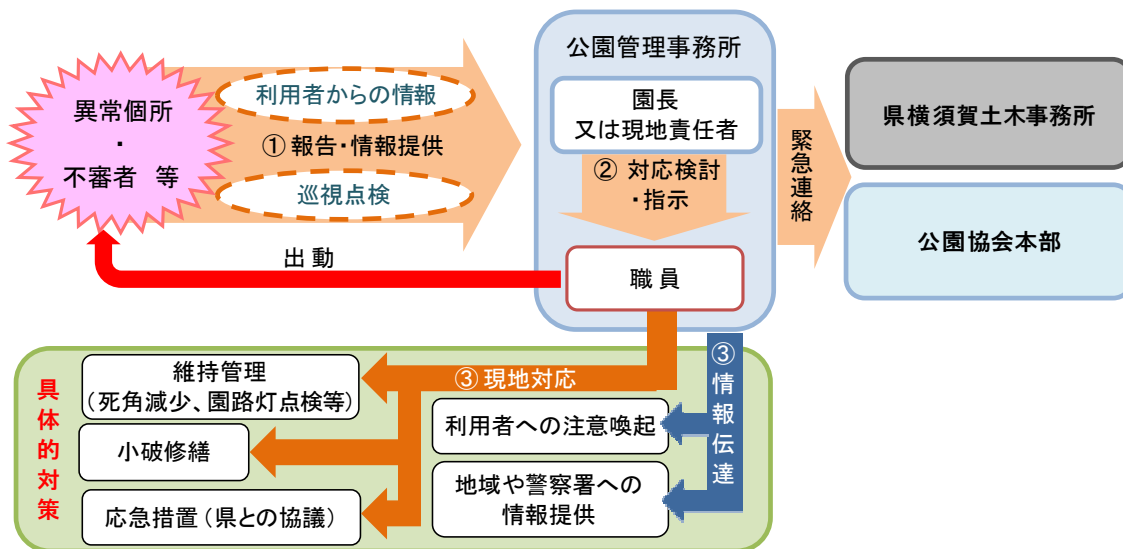 異常個所
・
不審者 等
利用者からの情報
① 報告・情報提供
巡視点検
公園管理事務所
園長
又は現地責任者
② 対応検討
・指示
職員
緊急連絡
県横須賀土木事務所
公園協会本部
出動
具体的対策
維持管理
(死角減少、園路灯点検等)
小破修繕
応急措置(県との協議)
③ 現地対応
利用者への注意喚起
地域や警察署への
情報提供
③情報伝達